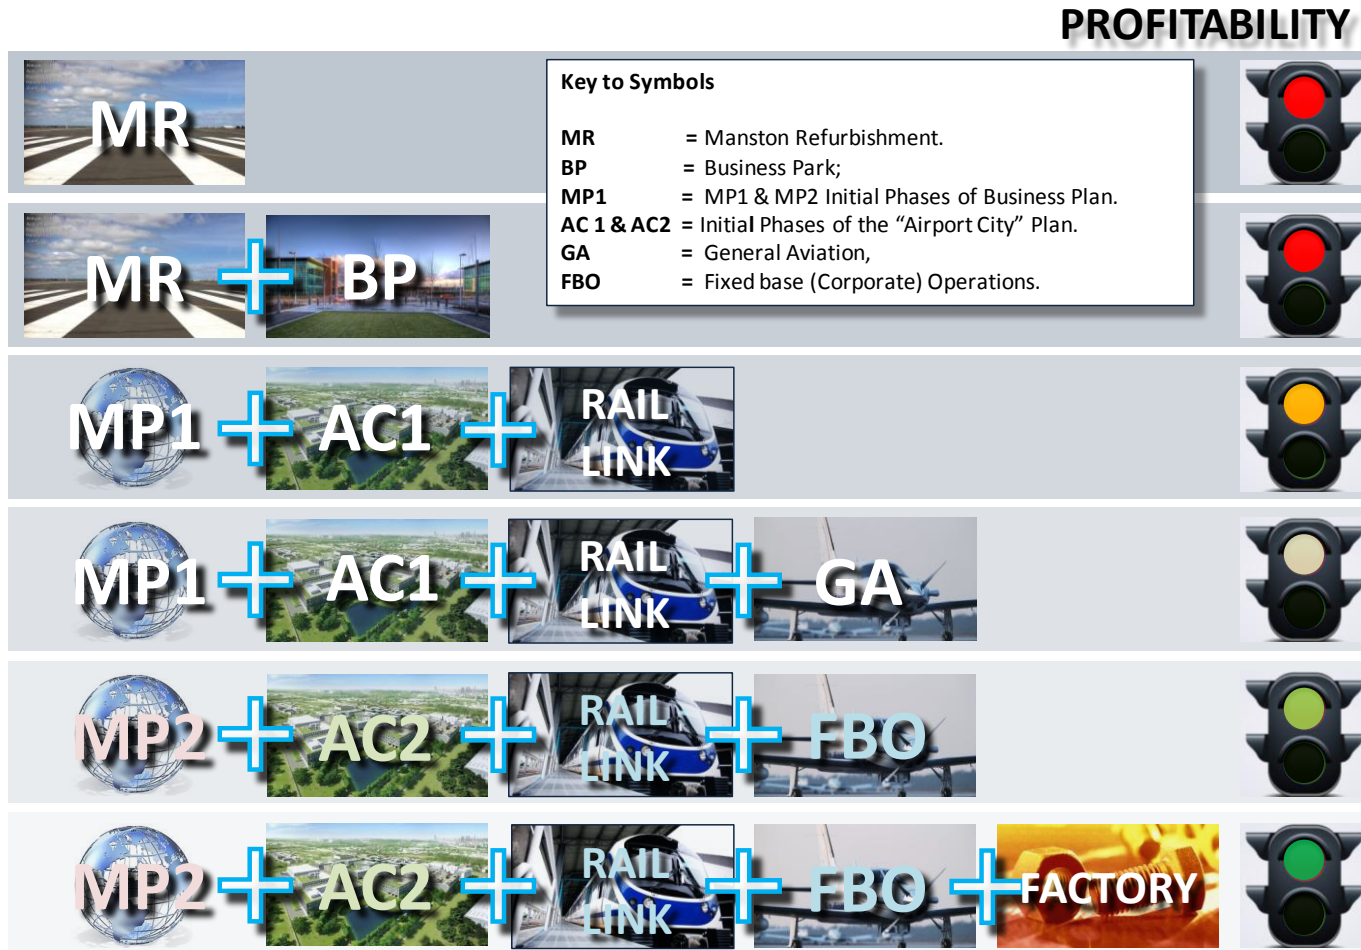 PROFITABILITY
Key to Symbols
MR = Manston Refurbishment.
BP = Business Park;
MP1 = MP1 & MP2 Initial Phases of Business Plan.
AC 1 & AC2 = Initial Phases of the “Airport City” Plan.
GA = General Aviation,
FBO = Fixed base (Corporate) Operations.
MR
MR + BP
MP1 + AC1 + RAIL
LINK
MP1 + AC1 + RAIL
LINK + GA
MP2 + AC2 + RAIL
LINK + FBO
MP2 + AC2 + RAIL
LINK + FBO + FACTORY